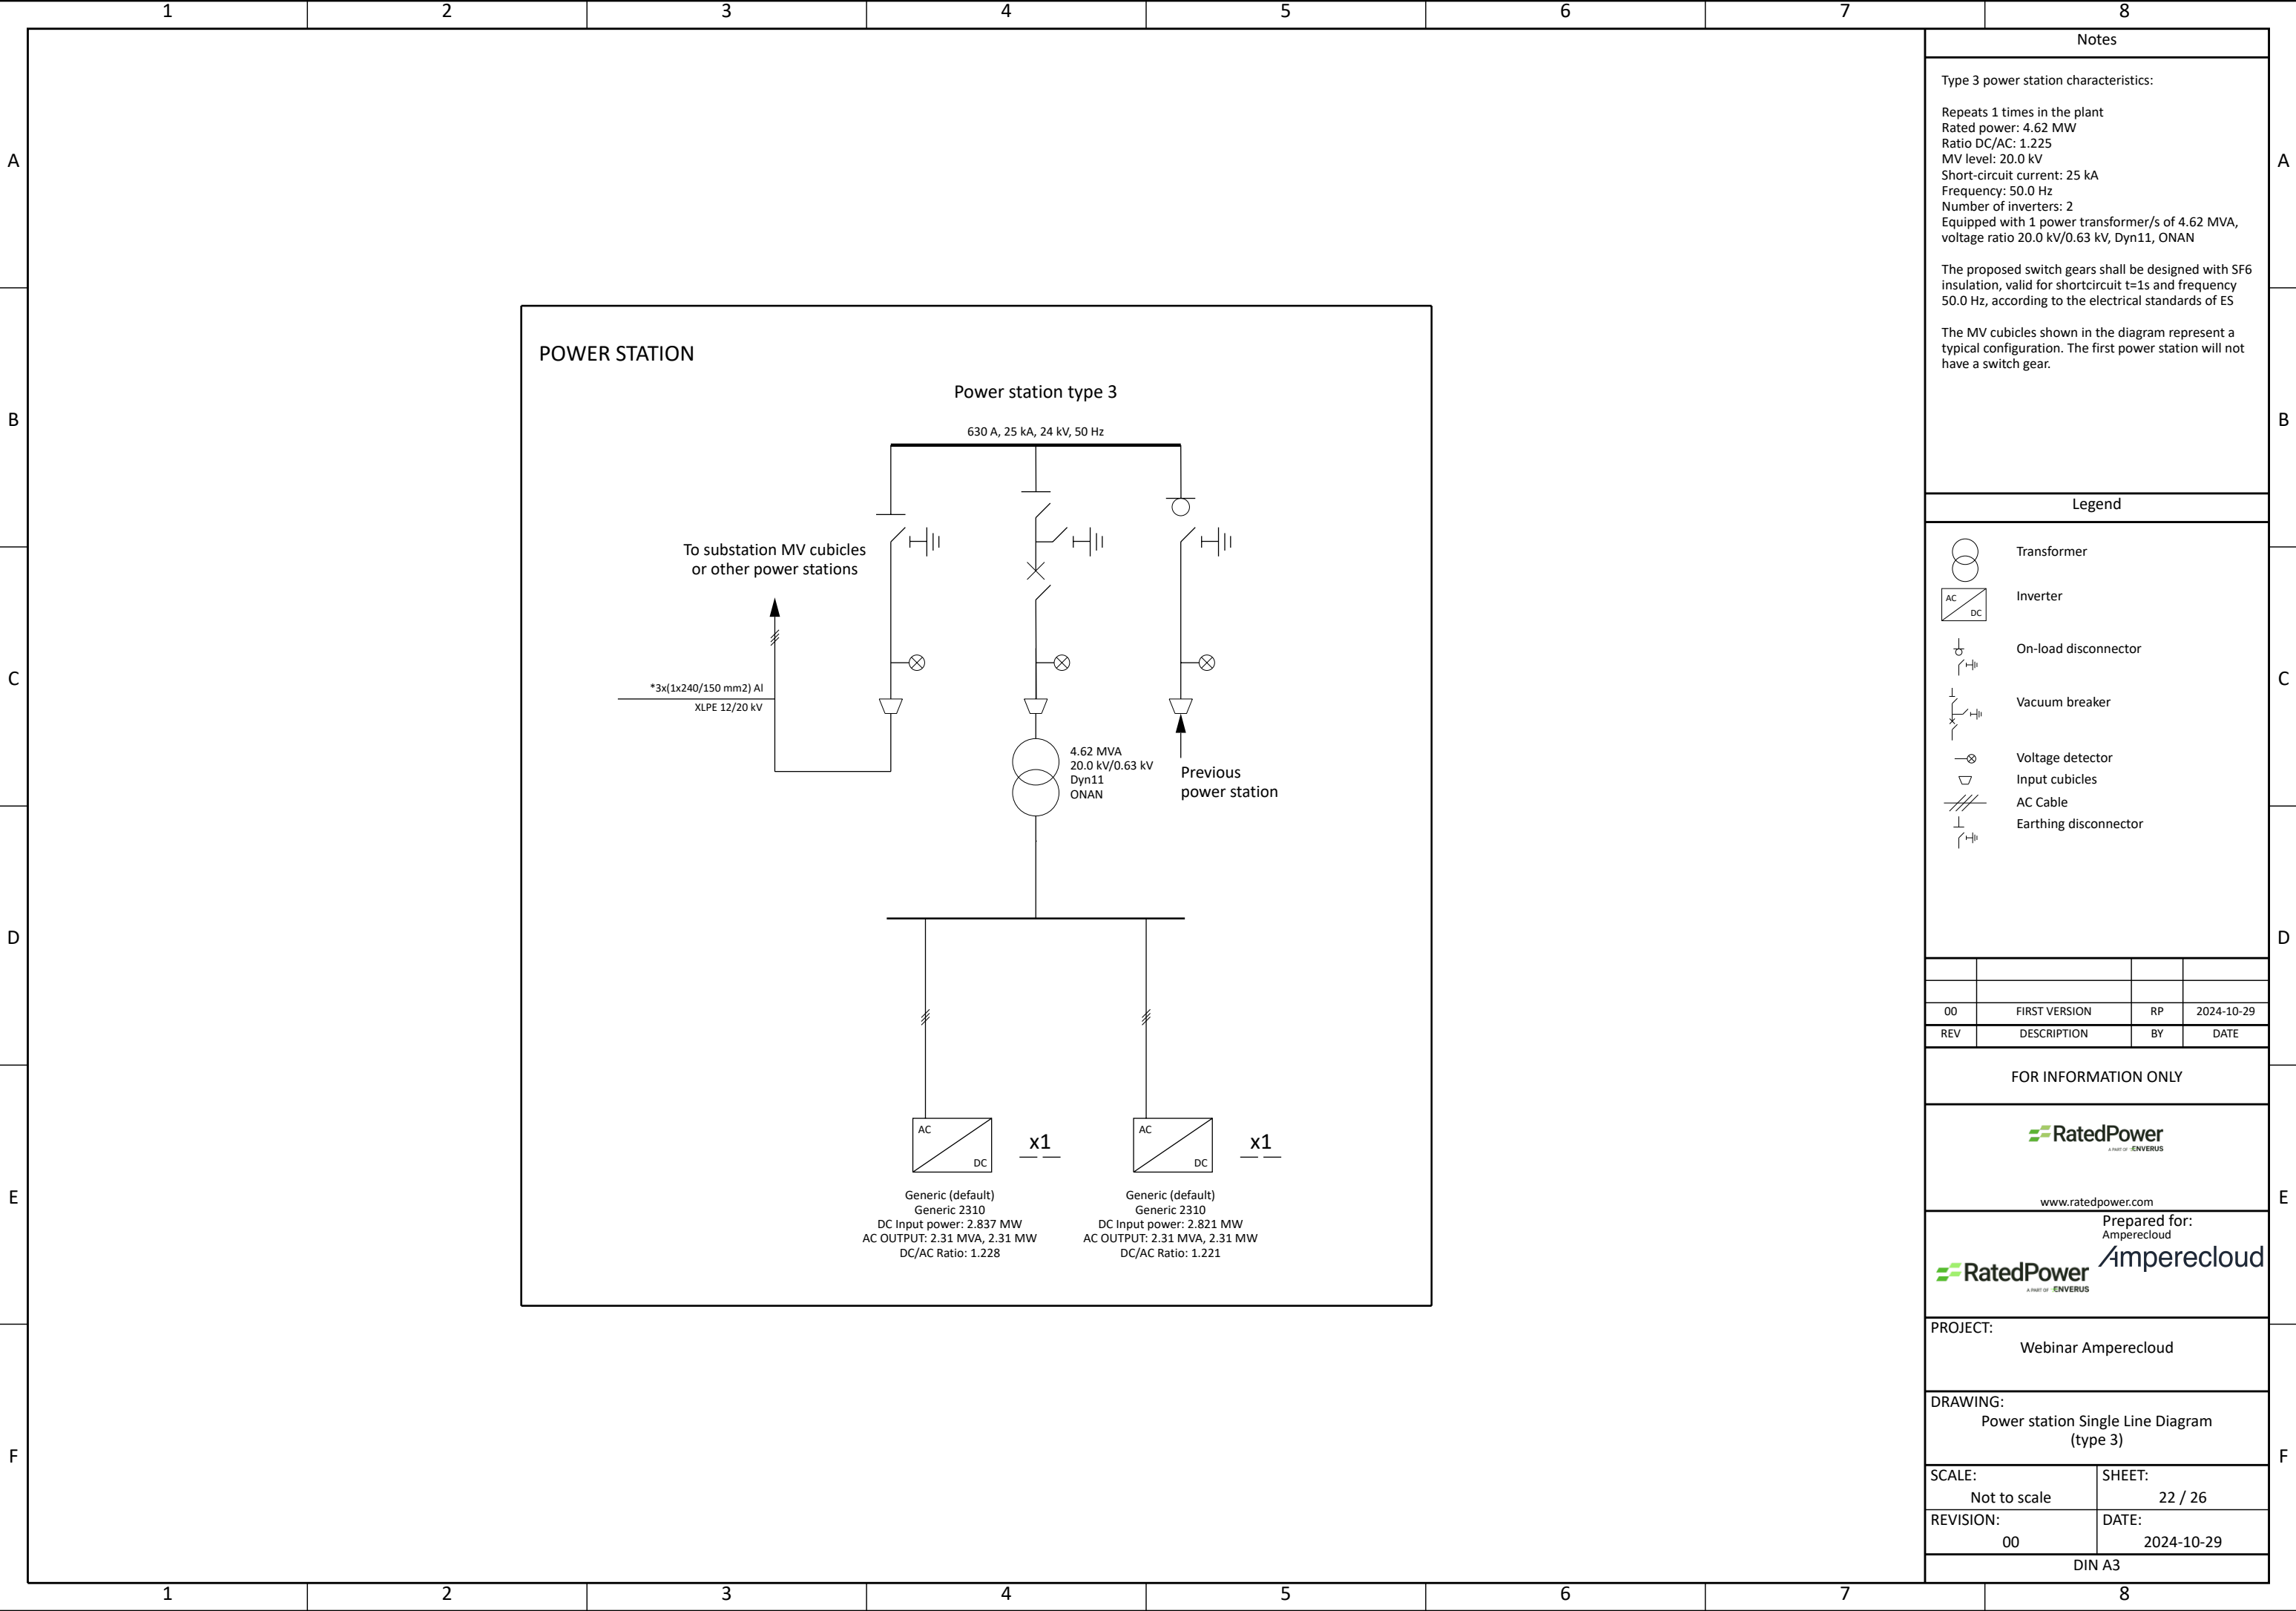 1 2 3 4 5 6 7 8
A
B
C
D
E
F
POWER STATION
Power station type 3
630 A, 25 kA, 24 kV, 50 Hz
To substation MV cubicles
or other power stations
*3x(1x240/150 mm2) Al
XLPE 12/20 kV
4.62 MVA
20.0 kV/0.63 kV
Dyn11
ONAN
Previous
power station
AC
DC
x1
AC
DC
x1
Generic (default)
Generic 2310
DC Input power: 2.837 MW
AC OUTPUT: 2.31 MVA, 2.31 MW
DC/AC Ratio: 1.228
Generic (default)
Generic 2310
DC Input power: 2.821 MW
AC OUTPUT: 2.31 MVA, 2.31 MW
DC/AC Ratio: 1.221
Notes
Type 3 power station characteristics:
Repeats 1 times in the plant
Rated power: 4.62 MW
Ratio DC/AC: 1.225
MV level: 20.0 kV
Short-circuit current: 25 kA
Frequency: 50.0 Hz
Number of inverters: 2
Equipped with 1 power transformer/s of 4.62 MVA,
voltage ratio 20.0 kV/0.63 kV, Dyn11, ONAN
The proposed switch gears shall be designed with SF6
insulation, valid for shortcircuit t=1s and frequency
50.0 Hz, according to the electrical standards of ES
The MV cubicles shown in the diagram represent a
typical configuration. The first power station will not
have a switch gear.
Legend
Transformer
AC
DC
Inverter
On-load disconnector
Vacuum breaker
Voltage detector
Input cubicles
AC Cable
Earthing disconnector
00 FIRST VERSION RP 2024-10-29
REV DESCRIPTION BY DATE
FOR INFORMATION ONLY
RatedPower
A PART OF ENVERUS
www.ratedpower.com
Prepared for:
Amperecloud
Amperecloud
RatedPower
A PART OF ENVERUS
PROJECT:
Webinar Amperecloud
DRAWING:
Power station Single Line Diagram
(type 3)
SCALE:
Not to scale
SHEET:
22 / 26
REVISION:
00
DATE:
2024-10-29
DIN A3
A
B
C
D
E
F
1 2 3 4 5 6 7 8